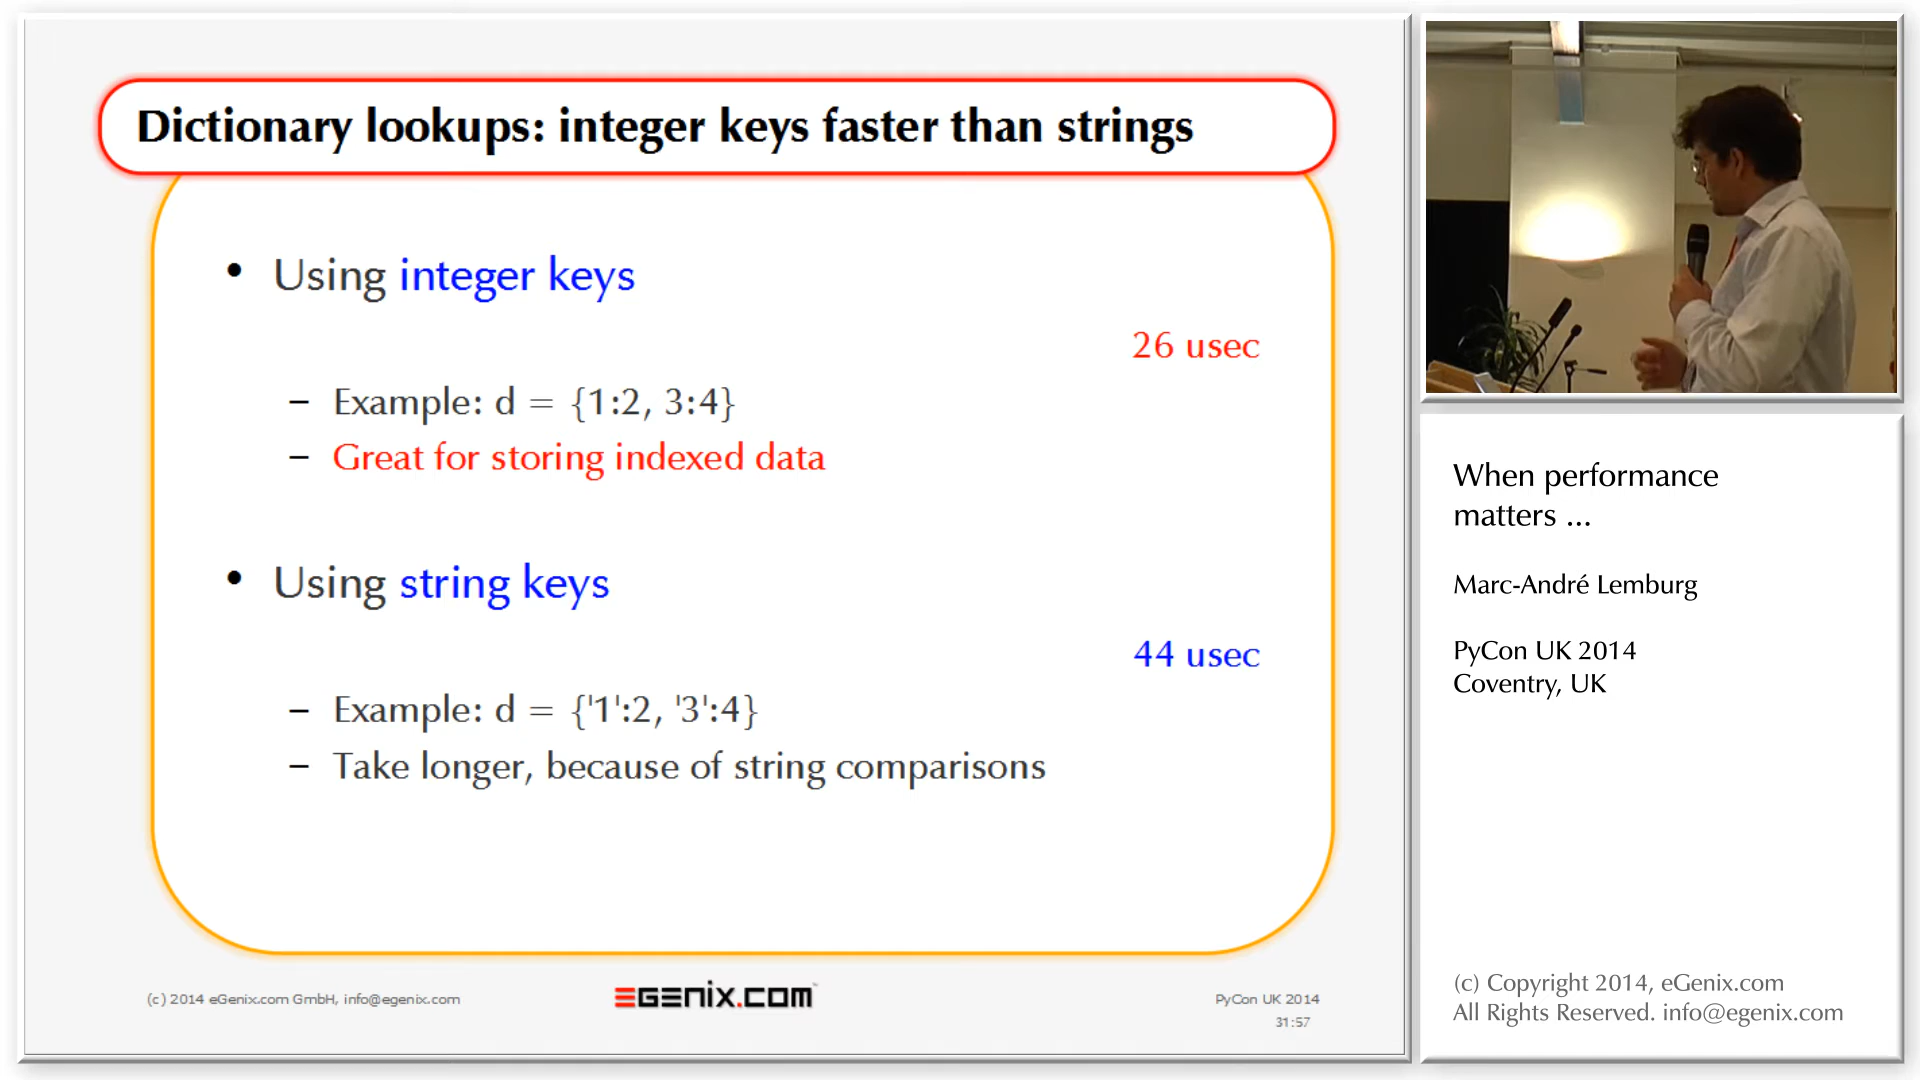 Dictionary lookups: integer keys faster than strings
• Using integer keys
26 usec
– Example: d = {1:2, 3:4}
– Great for storing indexed data
• Using string keys
44 usec
– Example: d = {'1':2, '3':4}
– Take longer, because of string comparisons
(c) 2014 eGenix.com GmbH, info@egenix.com
EGENIX.COM
PyCon UK 2014
31:57
When performance
matters ...
Marc-André Lemburg
PyCon UK 2014
Coventry, UK
(c) Copyright 2014, eGenix.com
All Rights Reserved. info@egenix.com